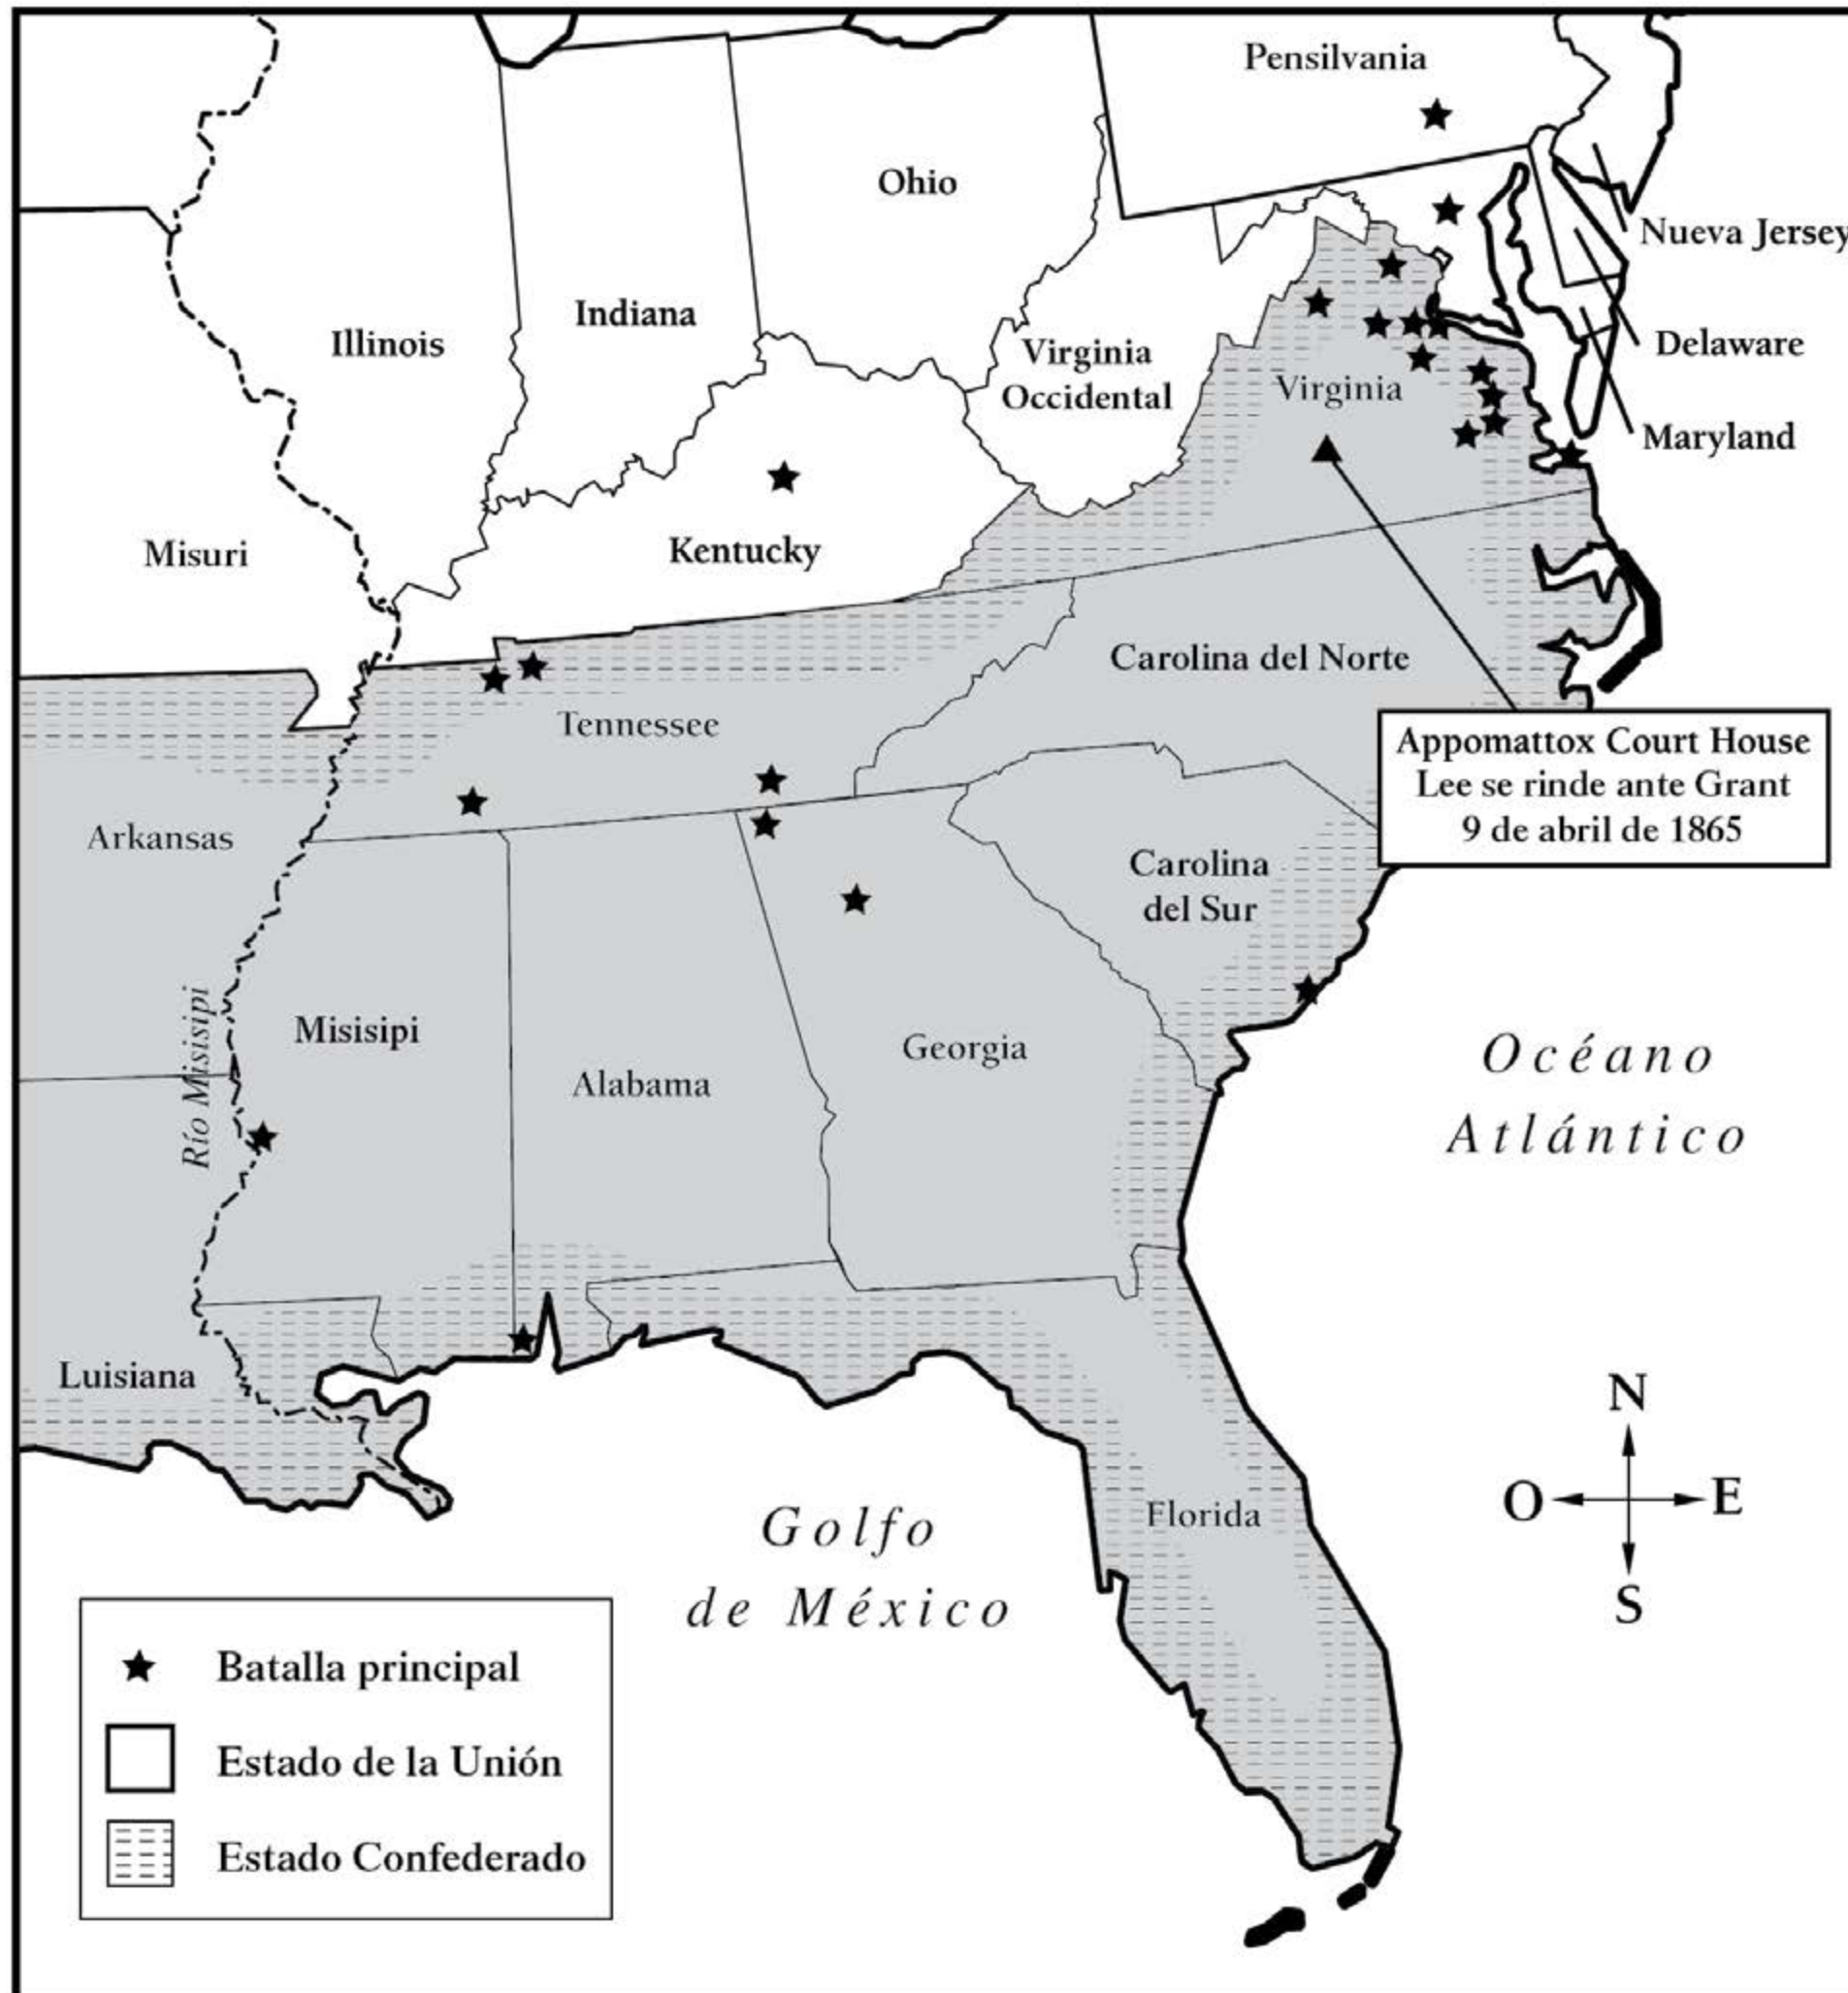 Pensilvania
Ohio
Nueva Jersey
Indiana
Illinois
Virginia
Occidental
Delaware
Virginia
Maryland
Misuri
Kentucky
Carolina del Norte
Tennessee
Appomattox Court House
Lee se rinde ante Grant
9 de abril de 1865
Arkansas
Carolina
del Sur
Río Misisipi
Misisipi
Georgia
Alabama
Océano
Atlántico
Luisiana
Florida
Golfo
de México
N
O E
S
Batalla principal
Estado de la Unión
Estado Confederado